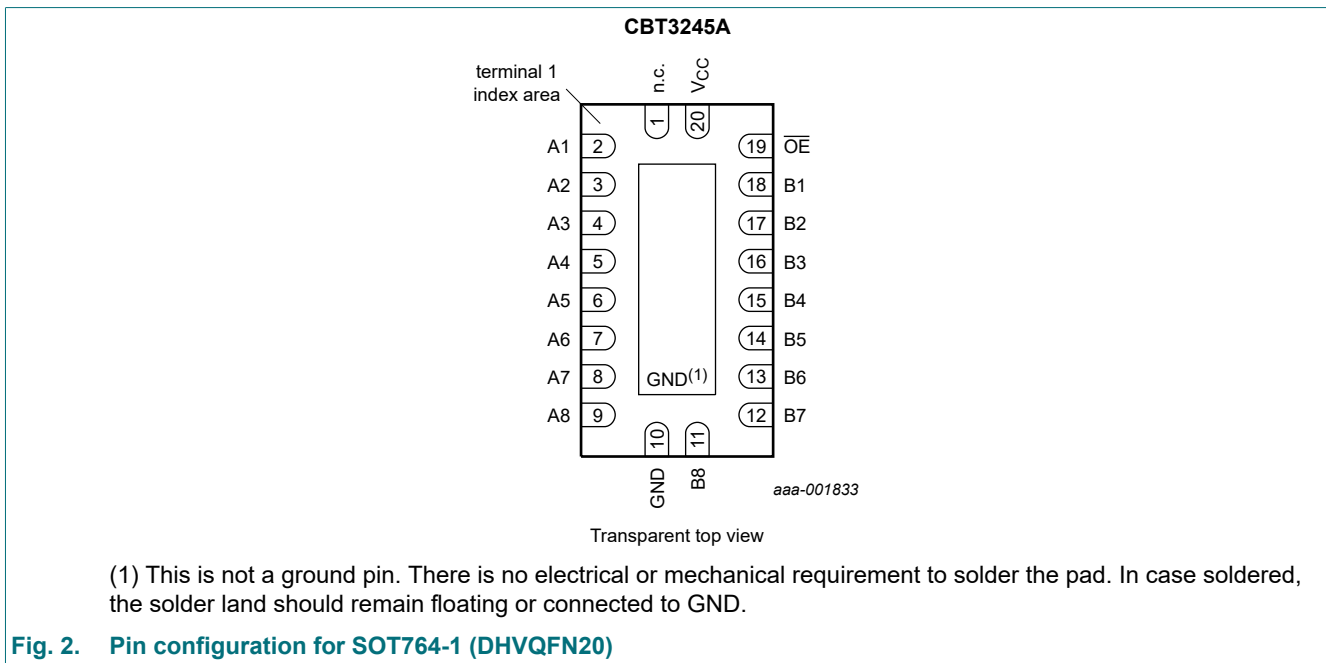 CBT3245A
terminal 1
index area
n.c.
VCC
1
20
A1 2 19 OE
A2 3 18 B1
A3 4 17 B2
A4 5 16 B3
A5 6 15 B4
A6 7 14 B5
A7 8 GND(1) 13 B6
A8 9 12 B7
10
11
GND
B8
aaa-001833
Transparent top view
(1) This is not a ground pin. There is no electrical or mechanical requirement to solder the pad. In case soldered,
the solder land should remain floating or connected to GND.
Fig. 2. Pin configuration for SOT764-1 (DHVQFN20)